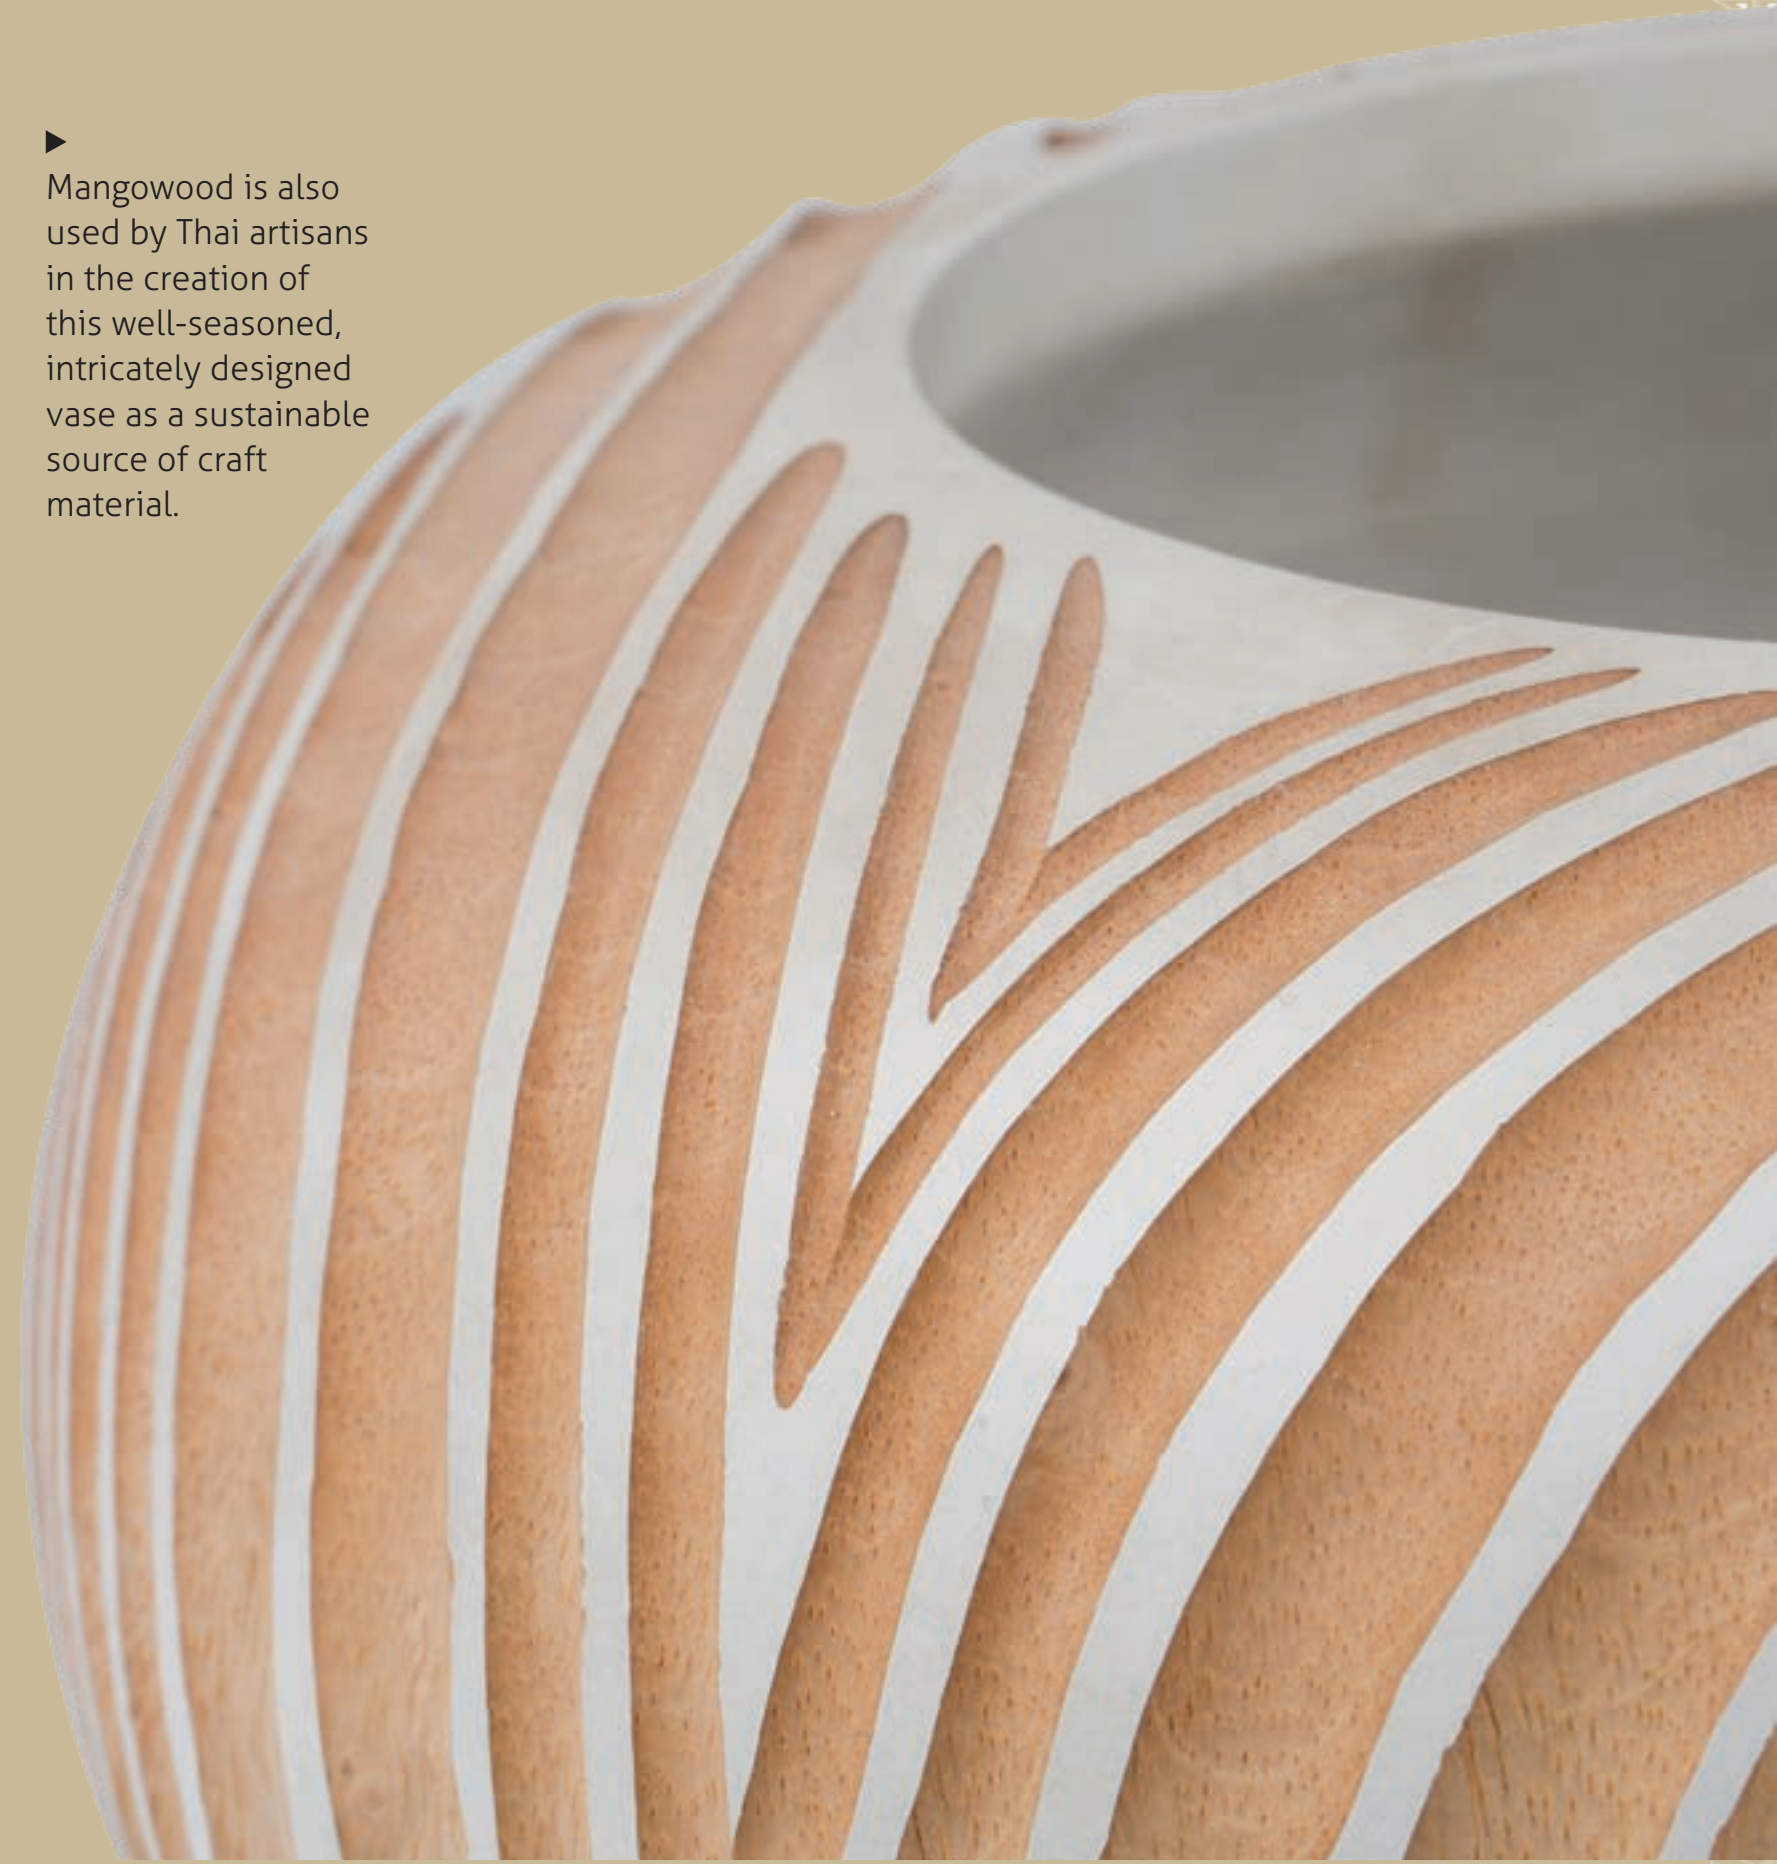 Mangowood is also
used by Thai artisans
in the creation of
this well-seasoned,
intricately designed
vase as a sustainable
source of craft
material.